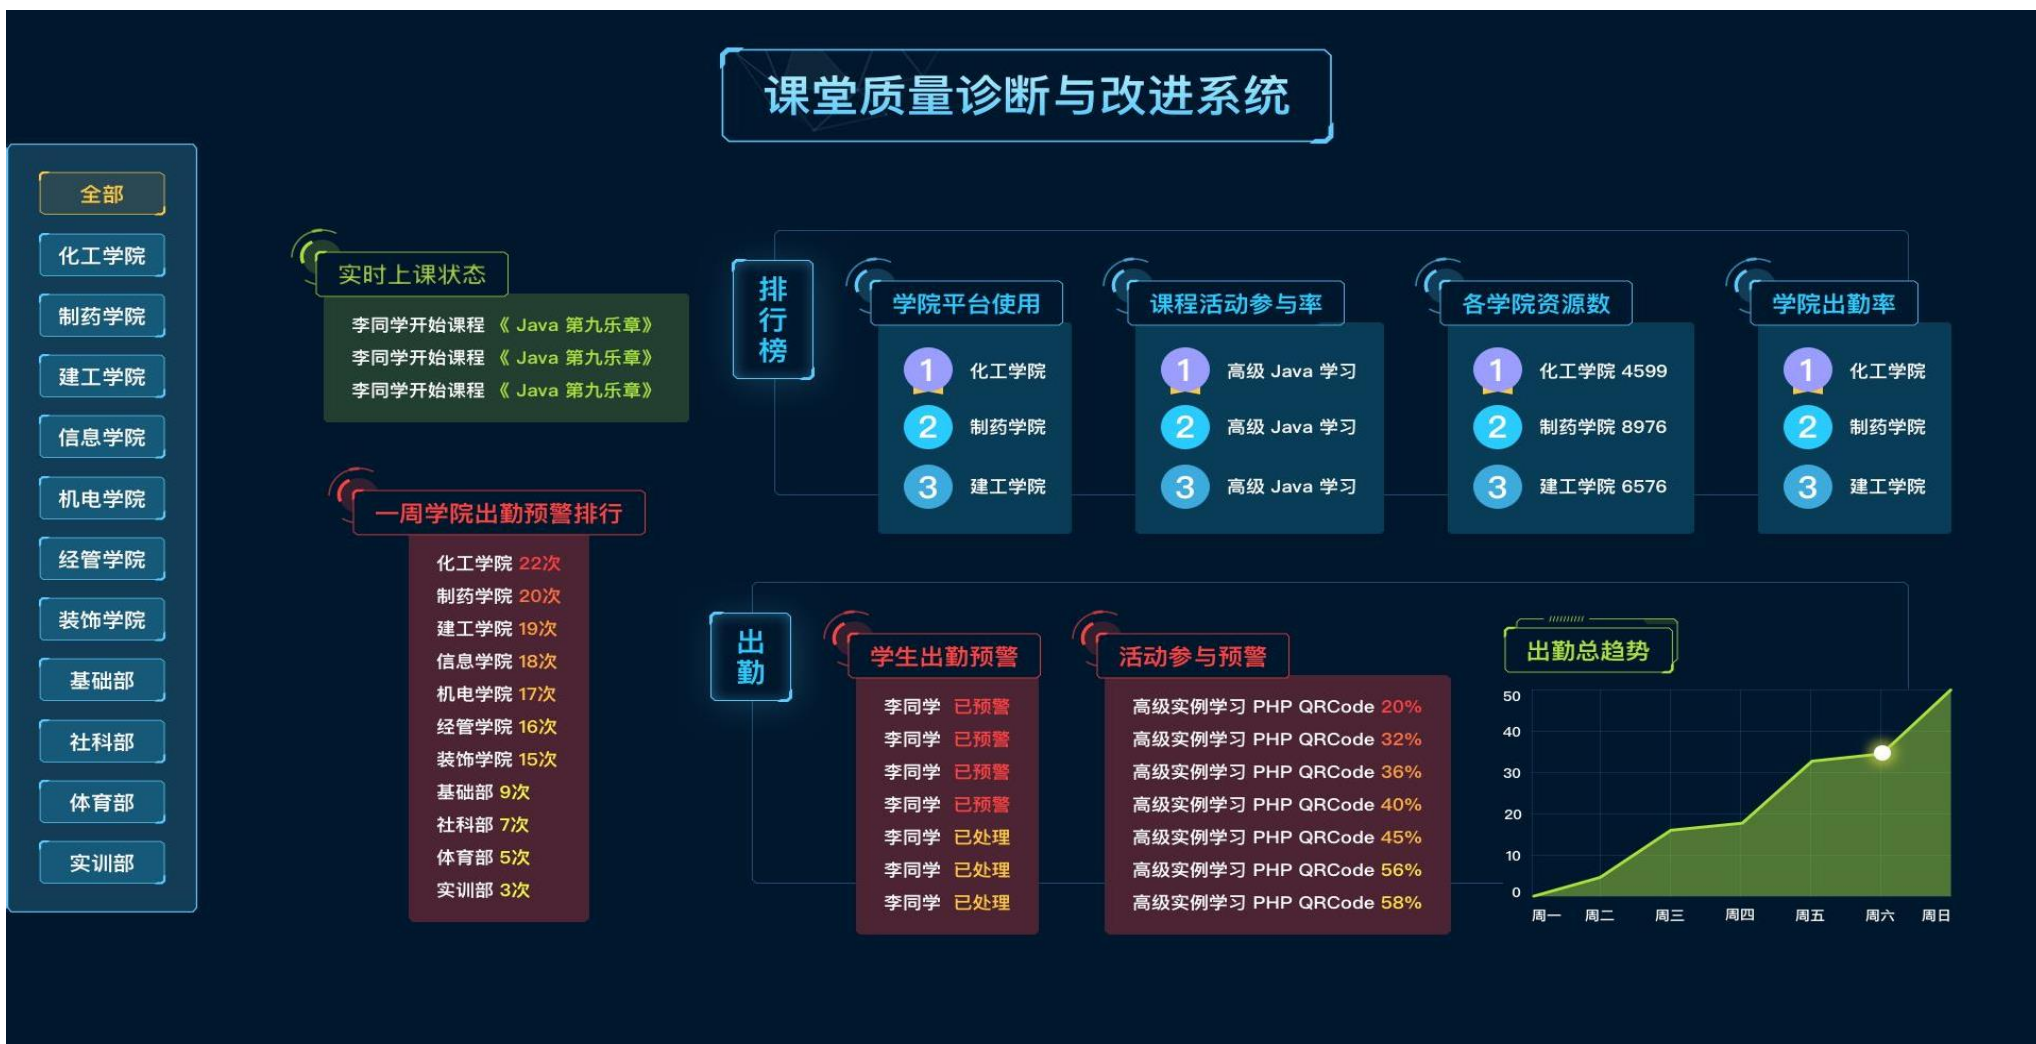 课堂质量诊断与改进系统
全部
化工学院
制药学院
建工学院
信息学院
机电学院
经管学院
装饰学院
基础部
社科部
体育部
实训部
实时上课状态
李同学开始课程 《 Java 第九乐章》
李同学开始课程 《 Java 第九乐章》
李同学开始课程 《 Java 第九乐章》
一周学院出勤预警排行
化工学院 22次
制药学院 20次
建工学院 19次
信息学院 18次
机电学院 17次
经管学院 16次
装饰学院 15次
基础部 9次
社科部 7次
体育部 5次
实训部 3次
排行榜
学院平台使用
1 化工学院
2 制药学院
3 建工学院
课程活动参与率
1 高级 Java 学习
2 高级 Java 学习
3 高级 Java 学习
各学院资源数
1 化工学院 4599
2 制药学院 8976
3 建工学院 6576
学院出勤率
1 化工学院
2 制药学院
3 建工学院
出勤
学生出勤预警
李同学 已预警
李同学 已预警
李同学 已预警
李同学 已预警
李同学 已处理
李同学 已处理
李同学 已处理
活动参与预警
高级实例学习 PHP QRCode 20%
高级实例学习 PHP QRCode 32%
高级实例学习 PHP QRCode 36%
高级实例学习 PHP QRCode 40%
高级实例学习 PHP QRCode 45%
高级实例学习 PHP QRCode 56%
高级实例学习 PHP QRCode 58%
出勤总趋势
50
40
30
20
10
0
周一 周二 周三 周四 周五 周六 周日